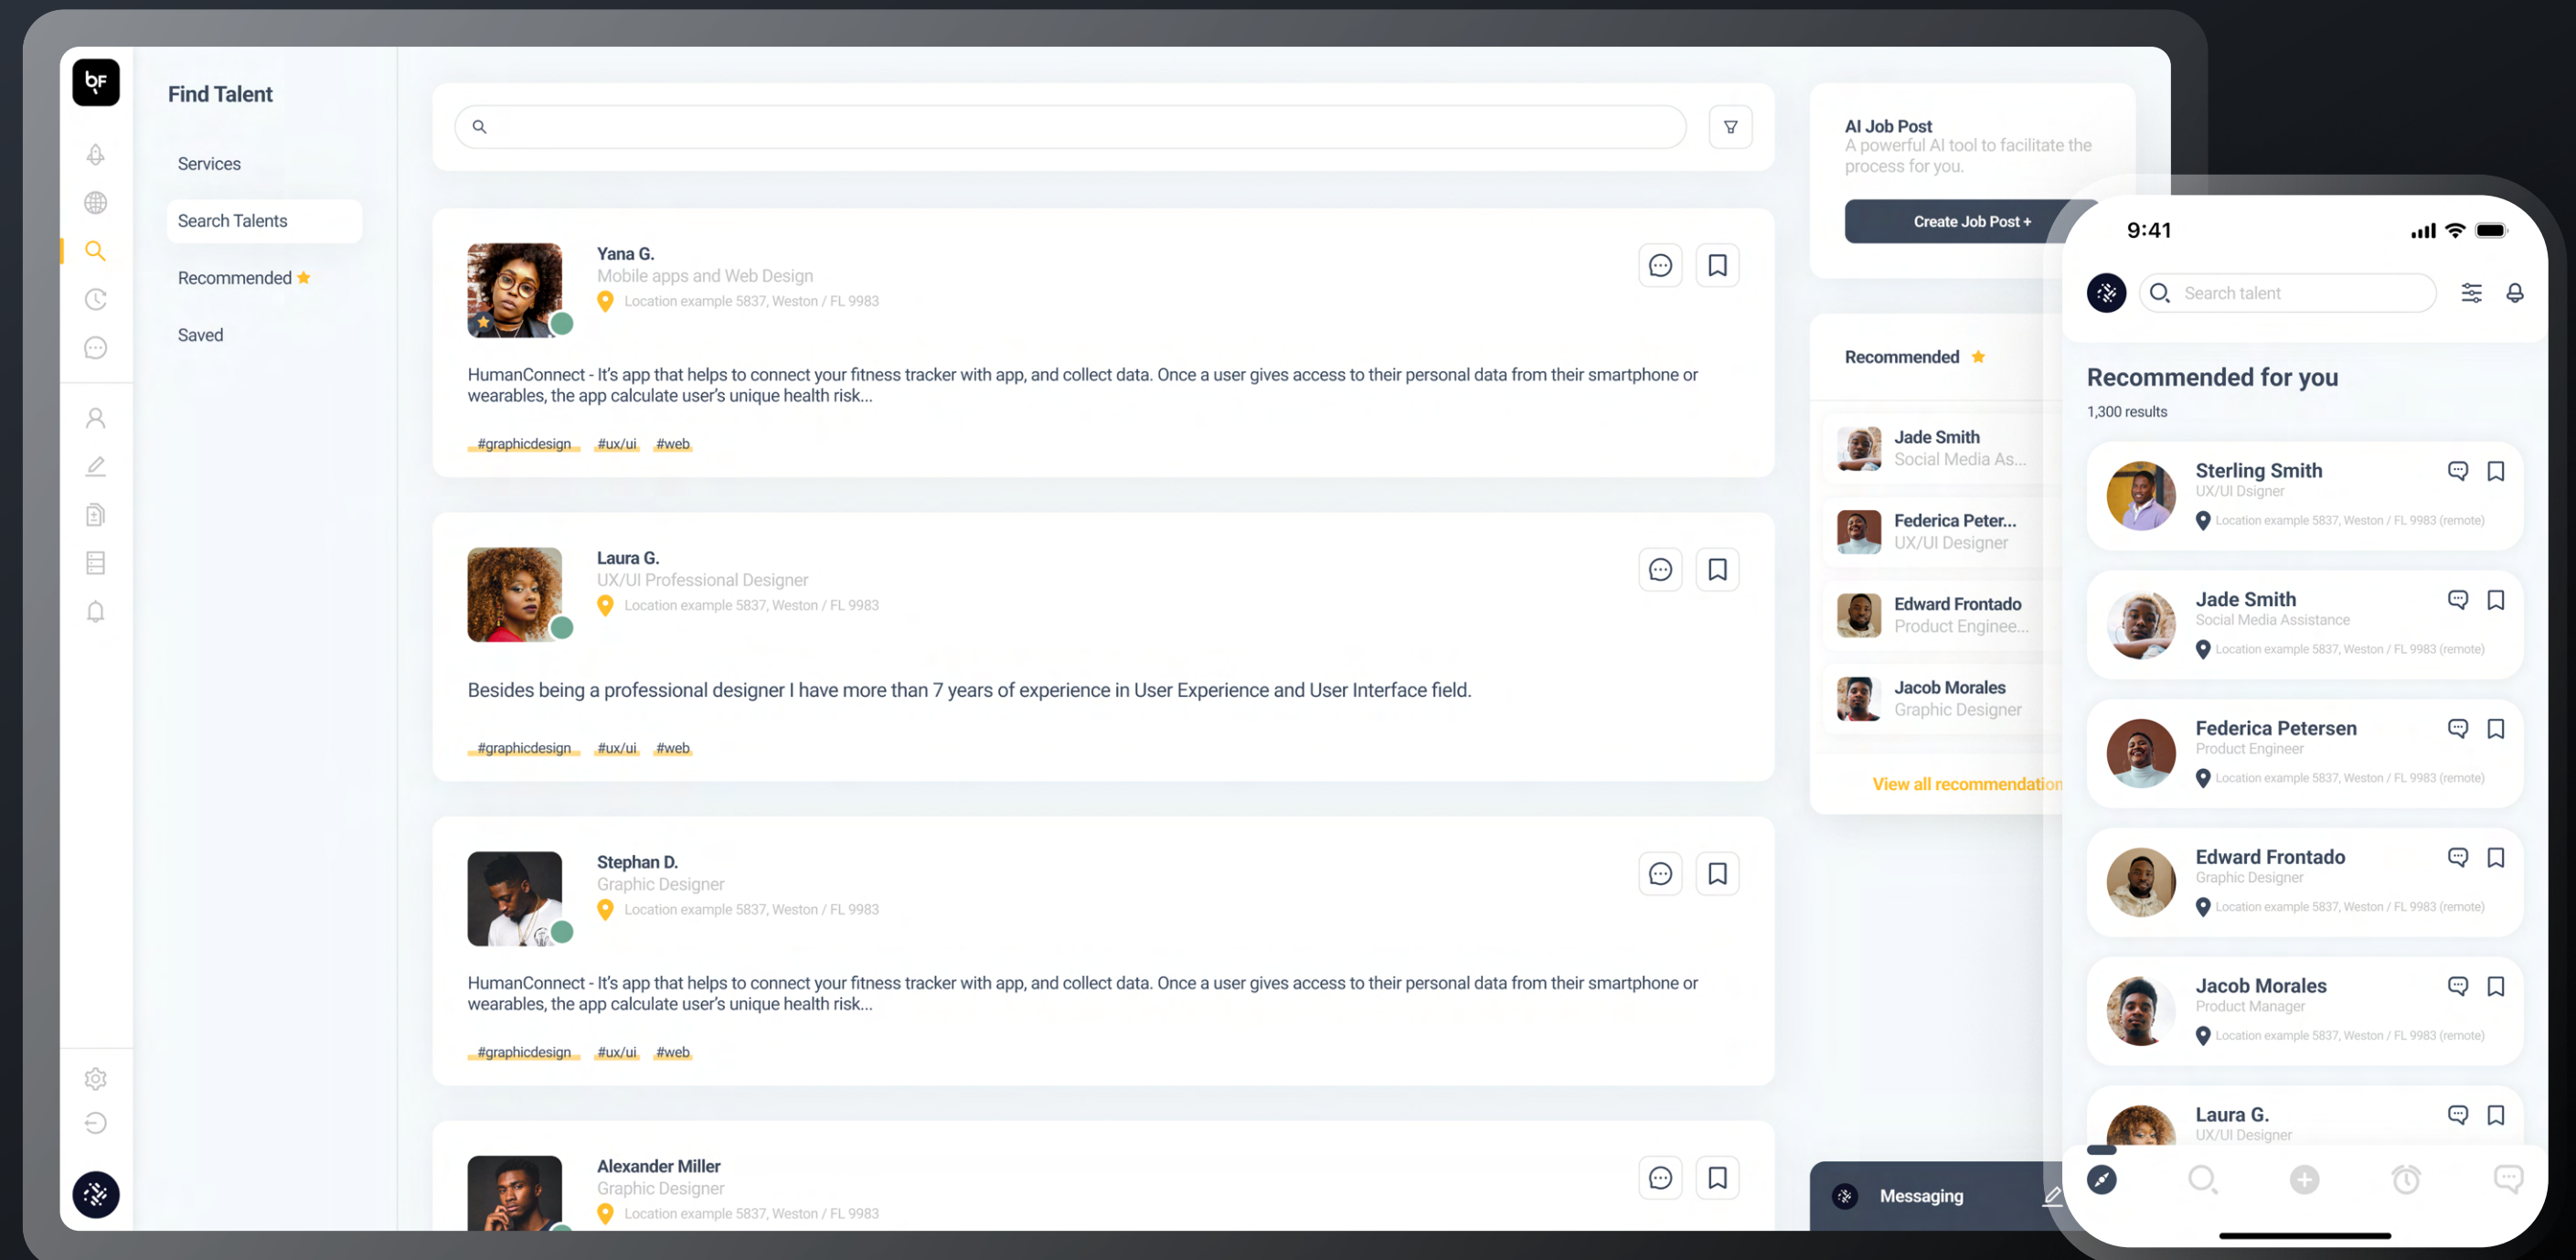 bF
Find Talent
Services
Search Talents
Recommended
Saved
Yana G.
Mobile apps and Web Design
Location example 5837, Weston / FL 9983
HumanConnect - It's app that helps to connect your fitness tracker with app, and collect data. Once a user gives access to their personal data from their smartphone or
wearables, the app calculate user's unique health risk...
#graphicdesign #ux/ui #web
Laura G.
UX/UI Professional Designer
Location example 5837, Weston / FL 9983
Besides being a professional designer I have more than 7 years of experience in User Experience and User Interface field.
#graphicdesign #ux/ui #web
Stephan D.
Graphic Designer
Location example 5837, Weston / FL 9983
HumanConnect - It's app that helps to connect your fitness tracker with app, and collect data. Once a user gives access to their personal data from their smartphone or
wearables, the app calculate user's unique health risk...
#graphicdesign #ux/ui #web
Alexander Miller
Graphic Designer
Location example 5837, Weston / FL 9983
AI Job Post
A powerful AI tool to facilitate the
process for you.
Create Job Post +
Recommended
Jade Smith
Social Media As...
Federica Peter...
UX/UI Designer
Edward Frontado
Product Enginee...
Jacob Morales
Graphic Designer
View all recommendation
Messaging
9:41
Search talent
Recommended for you
1,300 results
Sterling Smith
UX/UI Dsigner
Location example 5837, Weston / FL 9983 (remote)
Jade Smith
Social Media Assistance
Location example 5837, Weston / FL 9983 (remote)
Federica Petersen
Product Engineer
Location example 5837, Weston / FL 9983 (remote)
Edward Frontado
Graphic Designer
Location example 5837, Weston / FL 9983 (remote)
Jacob Morales
Product Manager
Location example 5837, Weston / FL 9983 (remote)
Laura G.
UX/UI Designer